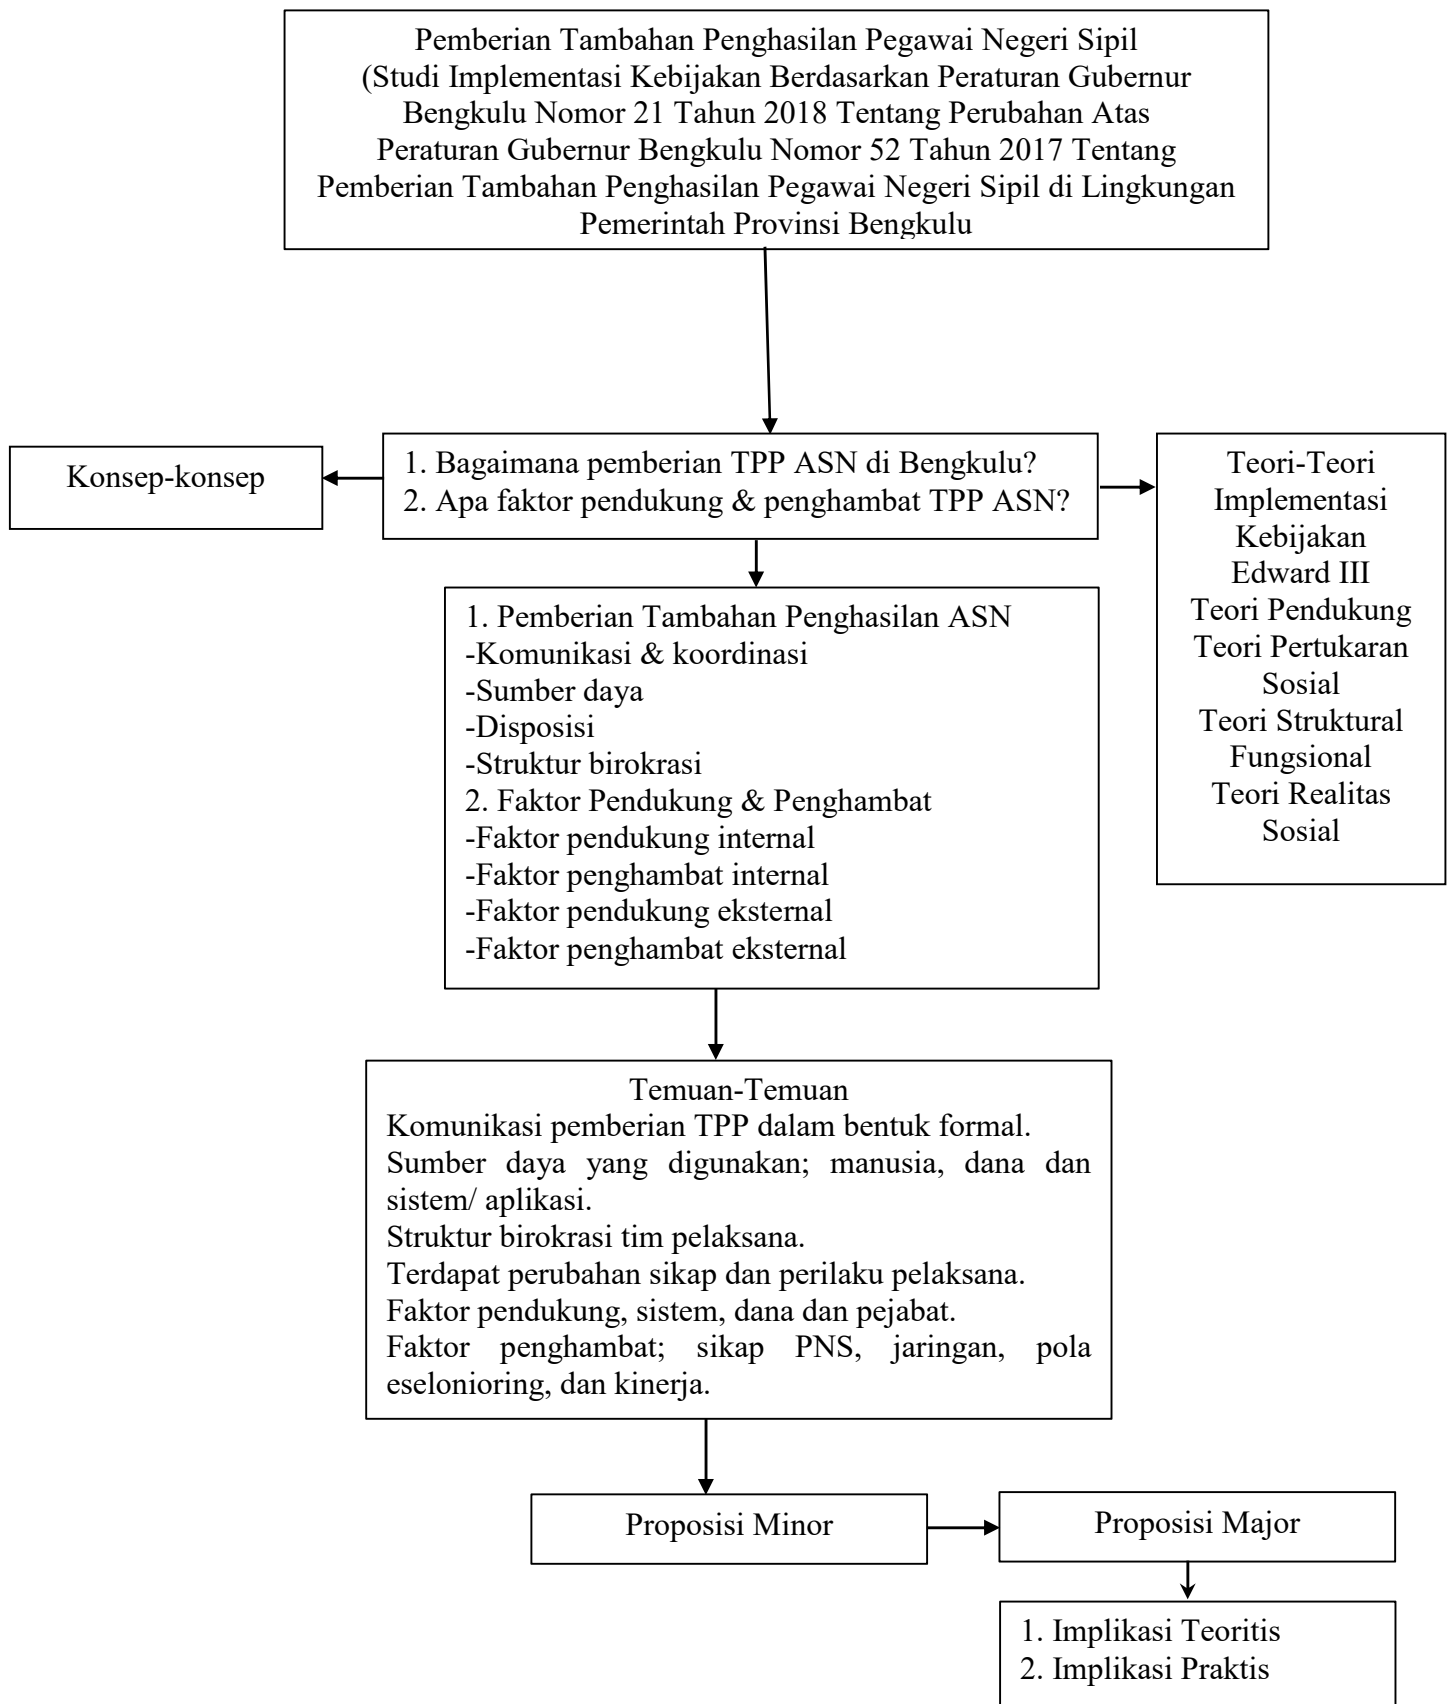 Pemberian Tambahan Penghasilan Pegawai Negeri Sipil
(Studi Implementasi Kebijakan Berdasarkan Peraturan Gubernur
Bengkulu Nomor 21 Tahun 2018 Tentang Perubahan Atas
Peraturan Gubernur Bengkulu Nomor 52 Tahun 2017 Tentang
Pemberian Tambahan Penghasilan Pegawai Negeri Sipil di Lingkungan
Pemerintah Provinsi Bengkulu
Konsep-konsep
1. Bagaimana pemberian TPP ASN di Bengkulu?
2. Apa faktor pendukung & penghambat TPP ASN?
Teori-Teori
Implementasi
Kebijakan
Edward III
Teori Pendukung
Teori Pertukaran
Sosial
Teori Struktural
Fungsional
Teori Realitas
Sosial
1. Pemberian Tambahan Penghasilan ASN
-Komunikasi & koordinasi
-Sumber daya
-Disposisi
-Struktur birokrasi
2. Faktor Pendukung & Penghambat
-Faktor pendukung internal
-Faktor penghambat internal
-Faktor pendukung eksternal
-Faktor penghambat eksternal
Temuan-Temuan
Komunikasi pemberian TPP dalam bentuk formal.
Sumber daya yang digunakan; manusia, dana dan
sistem/ aplikasi.
Struktur birokrasi tim pelaksana.
Terdapat perubahan sikap dan perilaku pelaksana.
Faktor pendukung, sistem, dana dan pejabat.
Faktor penghambat; sikap PNS, jaringan, pola
eselonioring, dan kinerja.
Proposisi Minor
Proposisi Major
1. Implikasi Teoritis
2. Implikasi Praktis